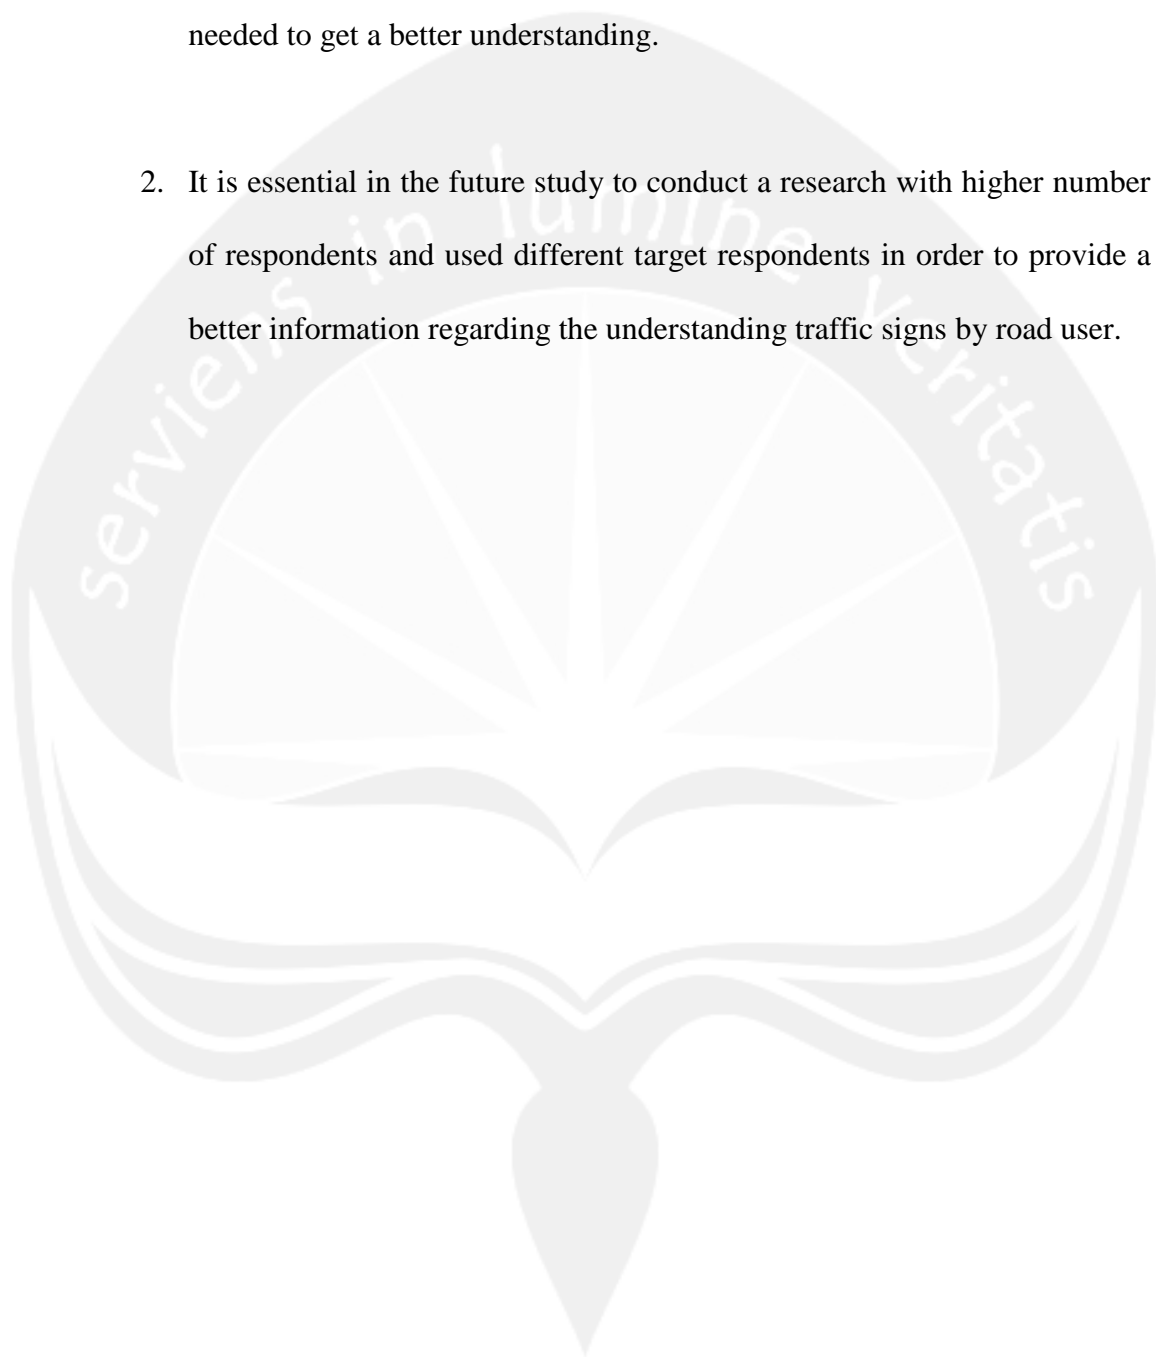 needed to get a better understanding.
2. It is essential in the future study to conduct a research with higher number
of respondents and used different target respondents in order to provide a
better information regarding the understanding traffic signs by road user.
serviens in lumine veritatis